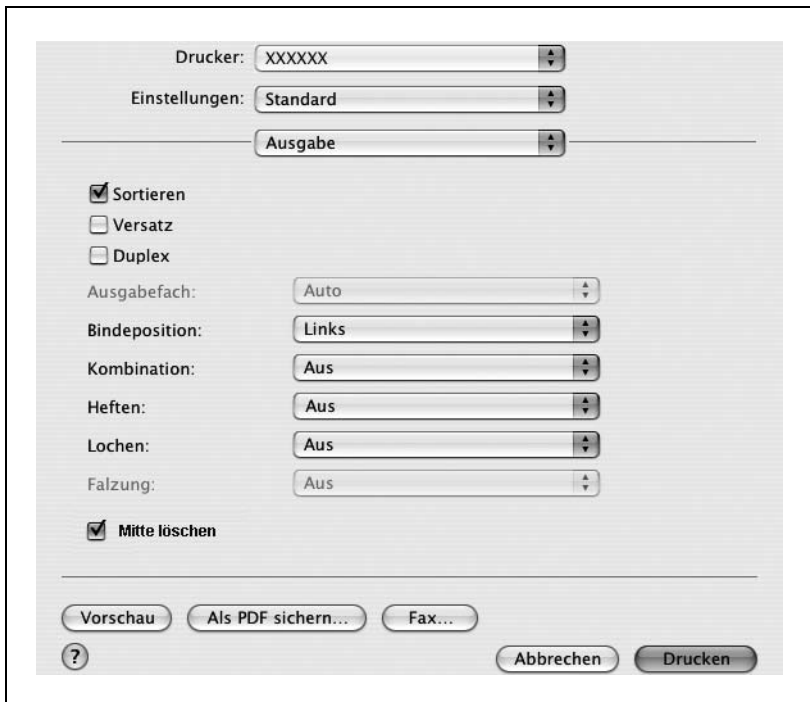 Drucker: XXXXXX
Einstellungen: Standard
Ausgabe
Sortieren
Versatz
Duplex
Ausgabefach: Auto
Bindeposition: Links
Kombination: Aus
Heften: Aus
Lochen: Aus
Falzung: Aus
Mitte löschen
Vorschau Als PDF sichern... Fax...
? Abbrechen Drucken